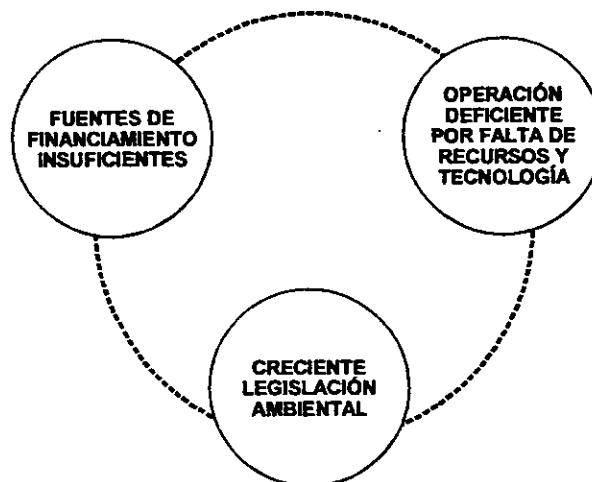 FUENTES DE
FINANCIAMIENTO
INSUFICIENTES
OPERACIÓN
DEFICIENTE
POR FALTA DE
RECURSOS Y
TECNOLOGÍA
CRECIENTE
LEGISLACIÓN
AMBIENTAL